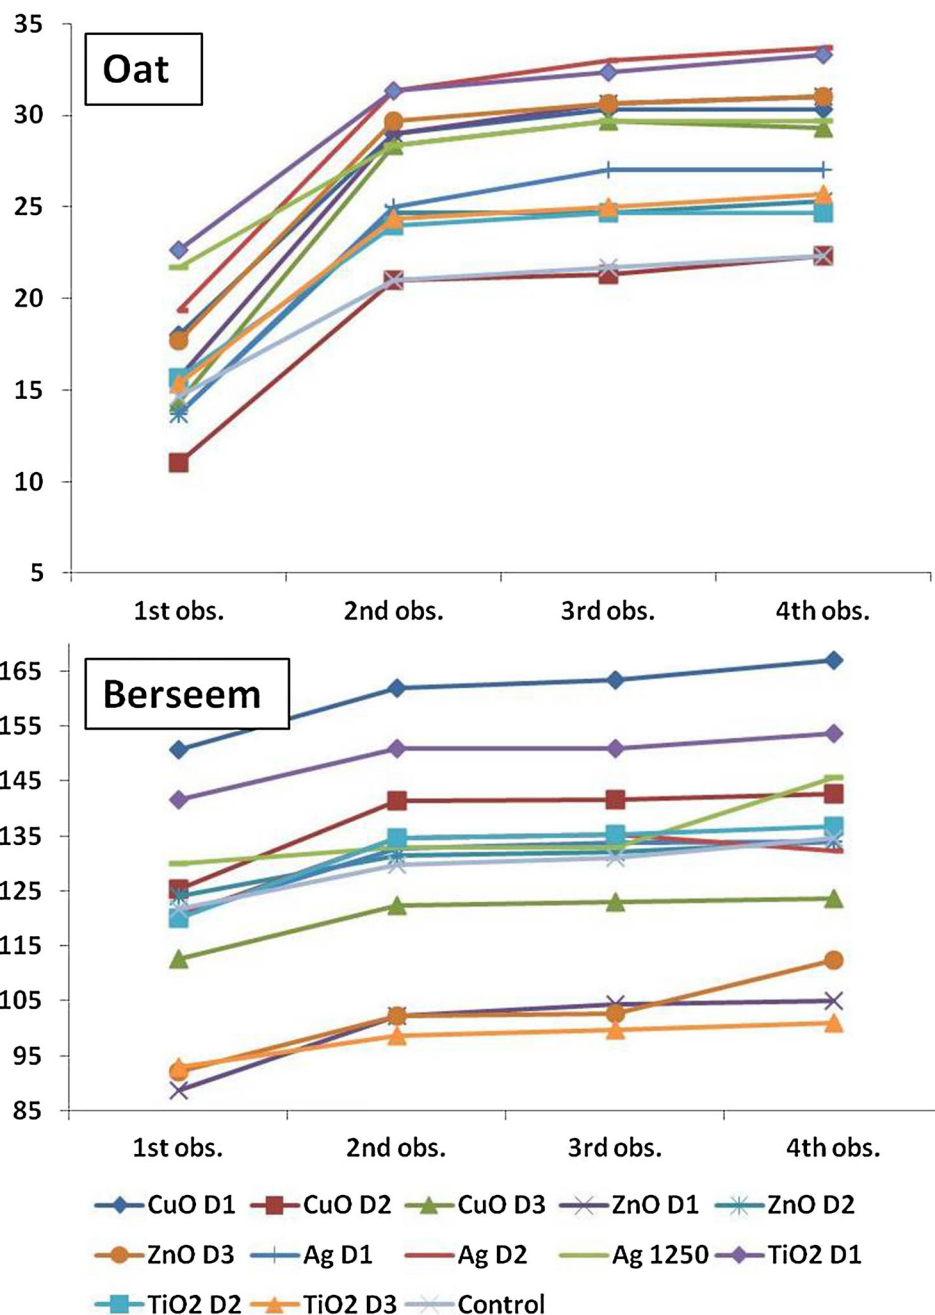 35
Oat
30
25
20
15
10
5
1st obs. 2nd obs. 3rd obs. 4th obs.
165
Berseem
155
145
135
125
115
105
95
85
1st obs. 2nd obs. 3rd obs. 4th obs.
CuO D1 CuO D2 CuO D3 ZnO D1 ZnO D2
ZnO D3 Ag D1 Ag D2 Ag 1250 TiO2 D1
TiO2 D2 TiO2 D3 Control